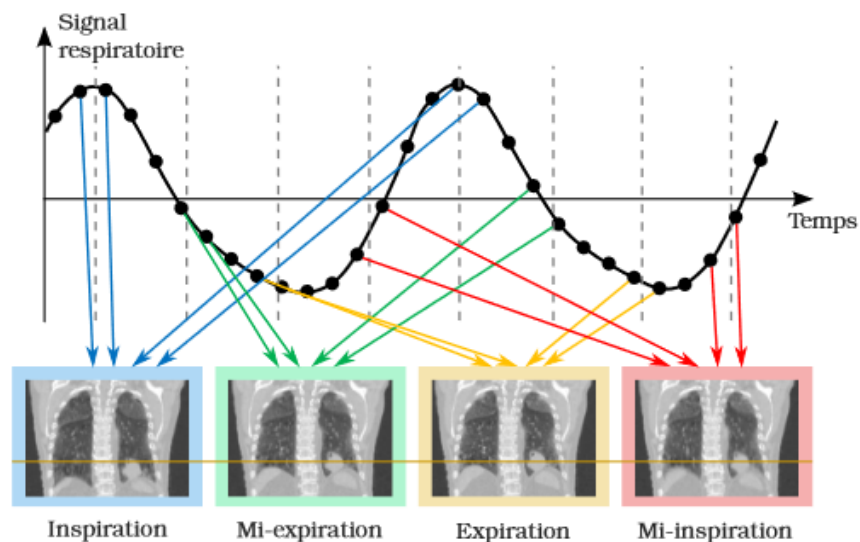 Signal
respiratoire
Temps
Inspiration
Mi-expiration
Expiration
Mi-inspiration